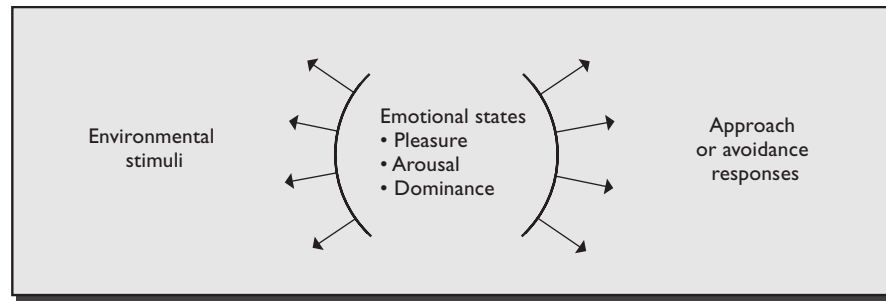 Environmental
stimuli
Emotional states
• Pleasure
• Arousal
• Dominance
Approach
or avoidance
responses